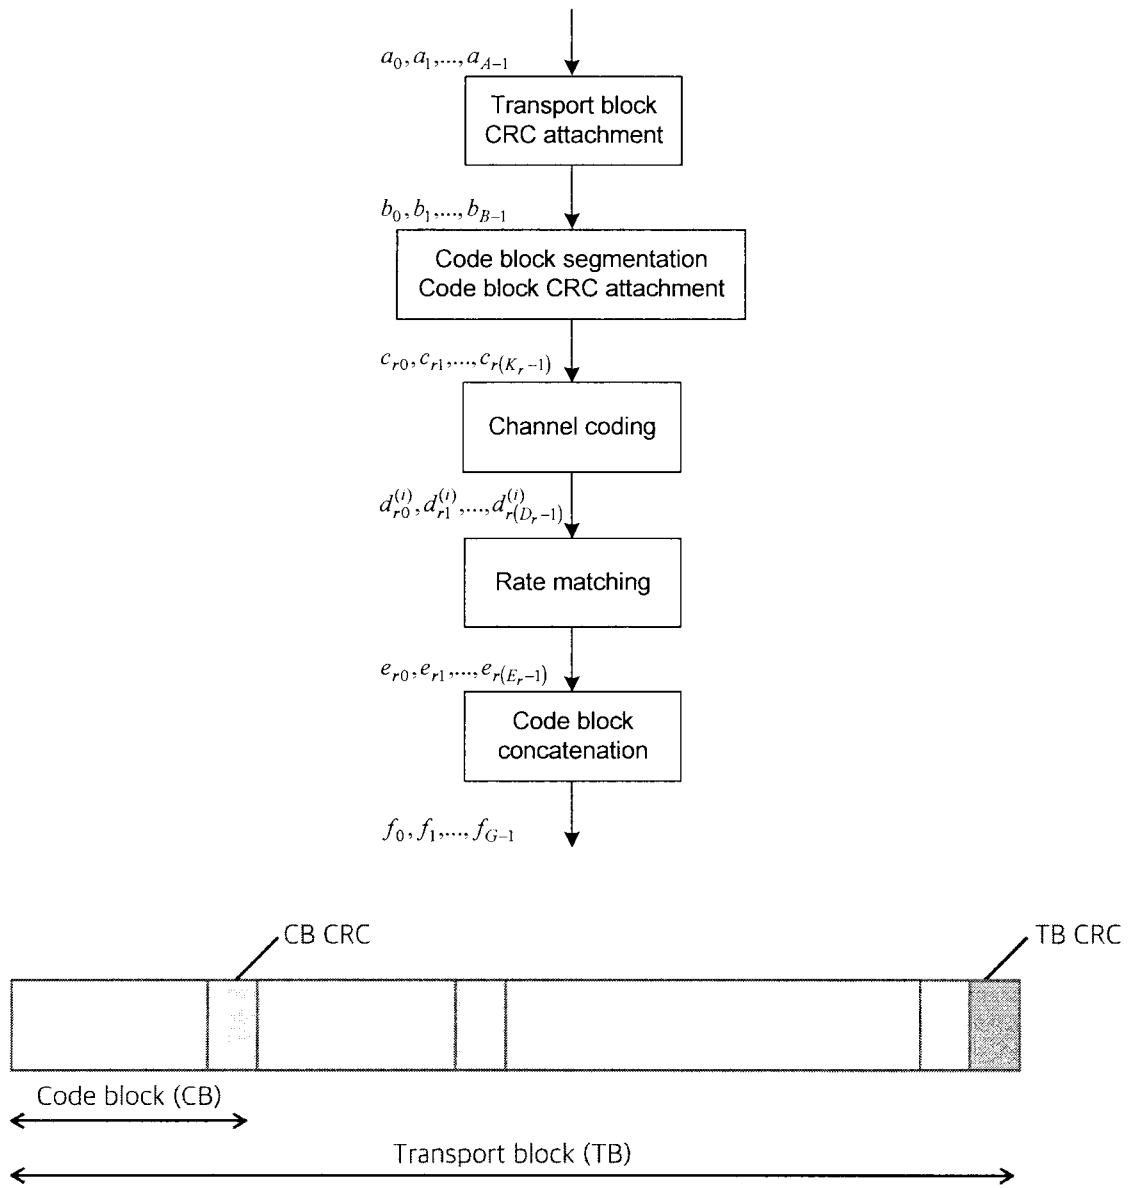 a_0, a_1,..., a_{A-1}
Transport block
CRC attachment
b_0, b_1,..., b_{B-1}
Code block segmentation
Code block CRC attachment
c_{r0}, c_{r1},..., c_{r(K_r-1)}
Channel coding
d_{r0}^{(i)}, d_{r1}^{(i)},..., d_{r(D_r-1)}^{(i)}
Rate matching
e_{r0}, e_{r1},..., e_{r(E_r-1)}
Code block
concatenation
f_0, f_1,..., f_{G-1}
CB CRC
TB CRC
Code block (CB)
Transport block (TB)